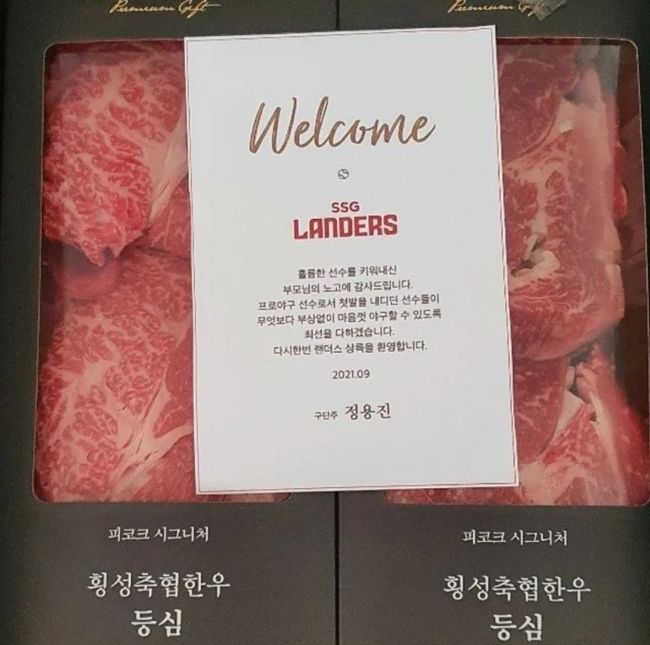 Premium Gift
Premium Gift
Welcome
SSG
LANDERS
훌륭한 선수를 키워내신
부모님의 노고에 감사드립니다.
프로야구 선수로서 첫발을 내디딘 선수들이
무엇보다 부상없이 마음껏 야구할 수 있도록
최선을 다하겠습니다.
다시한번 랜더스 상륙을 환영합니다.
2021.09
구단주 정용진
피코크 시그니처
횡성축협한우
등심
피코크 시그니처
횡성축협한우
등심